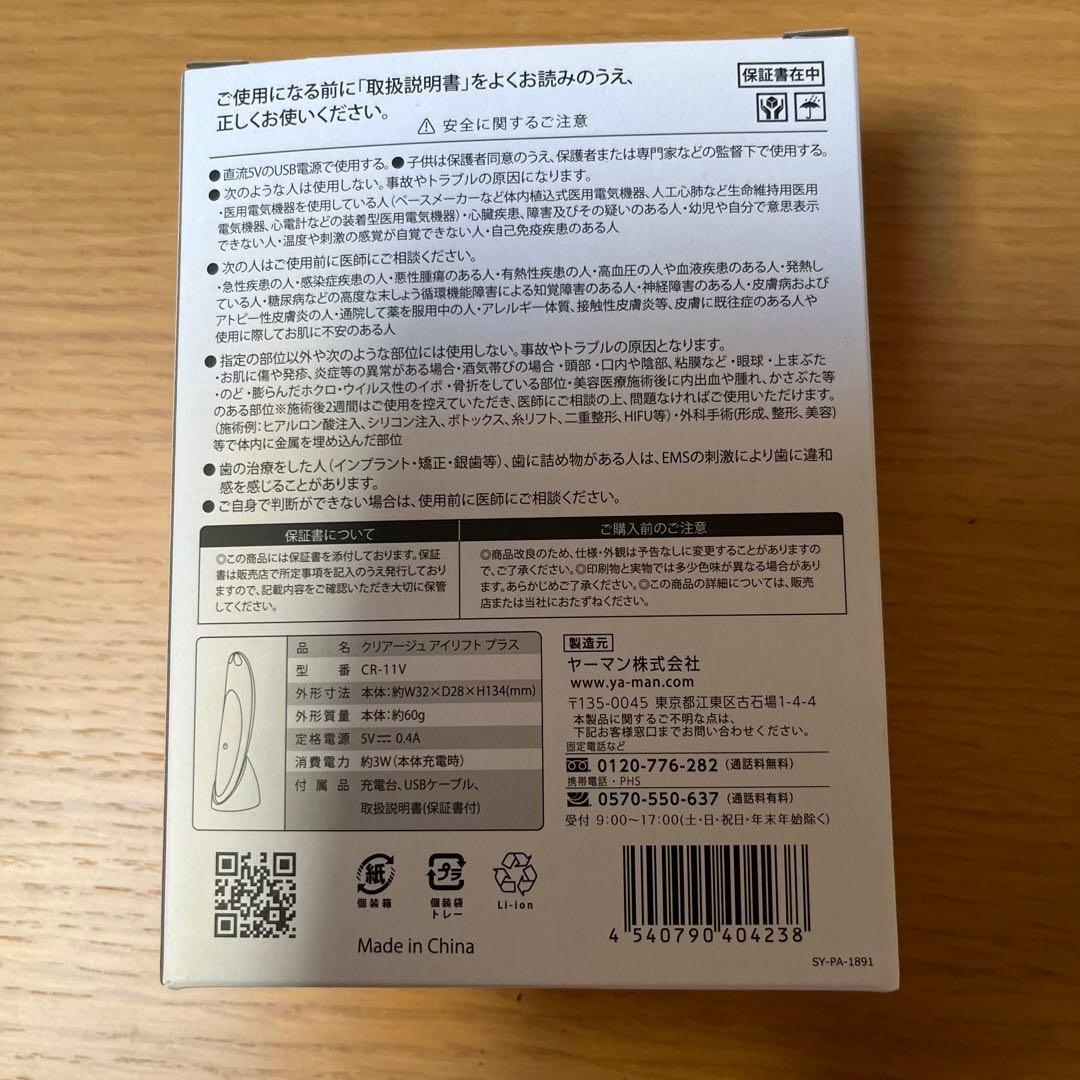 ご使用になる前に「取扱説明書」をよくお読みのうえ、
正しくお使いください。
保証書在中
⚠ 安全に関するご注意
●直流5VのUSB電源で使用する。●子供は保護者同意のうえ、保護者または専門家などの監督下で使用する。
●次のような人は使用しない。事故やトラブルの原因になります。
・医用電気機器を使用している人(ペースメーカーなど体内植込式医用電気機器、人工心肺など生命維持用医用
電気機器、心電計などの装着型医用電気機器)・心臓疾患、障害及びその疑いのある人・幼児や自分で意思表示
できない人・温度や刺激の感覚が自覚できない人・自己免疫疾患のある人
●次の人はご使用前に医師にご相談ください。
・急性疾患の人・感染症疾患の人・悪性腫瘍のある人・有熱性疾患の人・高血圧の人や血液疾患のある人・発熱し
ている人・糖尿病などの高度な末しょう循環機能障害による知覚障害のある人・神経障害のある人・皮膚病および
アトピー性皮膚炎の人・通院して薬を服用中の人・アレルギー体質、接触性皮膚炎等、皮膚に既往症のある人や
使用に際してお肌に不安のある人
●指定の部位以外や次のような部位には使用しない。事故やトラブルの原因となります。
・お肌に傷や発疹、炎症等の異常がある場合・酒気帯びの場合・頭部・口内や陰部、粘膜など・眼球・上まぶた
・のど・膨らんだホクロ・ウイルス性のイボ・骨折をしている部位・美容医療施術後に内出血や腫れ、かさぶた等
のある部位※施術後2週間はご使用を控えていただき、医師にご相談の上、問題なければご使用いただけます。
(施術例:ヒアルロン酸注入、シリコン注入、ボトックス、糸リフト、二重整形、HIFU等)・外科手術(形成、整形、美容)
等で体内に金属を埋め込んだ部位
●歯の治療をした人(インプラント・矯正・銀歯等)、歯に詰め物がある人は、EMSの刺激により歯に違和
感を感じることがあります。
●ご自身で判断ができない場合は、使用前に医師にご相談ください。
保証書について
◎この商品には保証書を添付しております。保証
書は販売店で所定事項を記入のうえ発行しており
ますので、記載内容をご確認いただき大切に保管
してください。
ご購入前のご注意
◎商品改良のため、仕様・外観は予告なしに変更することがありますの
で、ご了承ください。◎印刷物と実物では多少色味が異なる場合があり
ます。あらかじめご了承ください。◎この商品の詳細については、販売
店または当社におたずねください。
品名 クリアージュ アイリフト プラス
型番 CR-11V
外形寸法 本体:約W32×D28×H134(mm)
外形質量 本体:約60g
定格電源 5V⎓0.4A
消費電力 約3W(本体充電時)
付属品 充電台、USBケーブル、
取扱説明書(保証書付)
製造元
ヤーマン株式会社
www.ya-man.com
〒135-0045 東京都江東区古石場1-4-4
本製品に関するご不明な点は、
下記お客様窓口までお問い合わせください。
固定電話など
0120-776-282(通話料無料)
携帯電話・PHS
0570-550-637(通話料有料)
受付 9:00〜17:00(土・日・祝日・年末年始除く)
紙
個装箱
プラ
個装袋
トレー
Li-ion
Made in China
4 540790 404238
SY-PA-1891